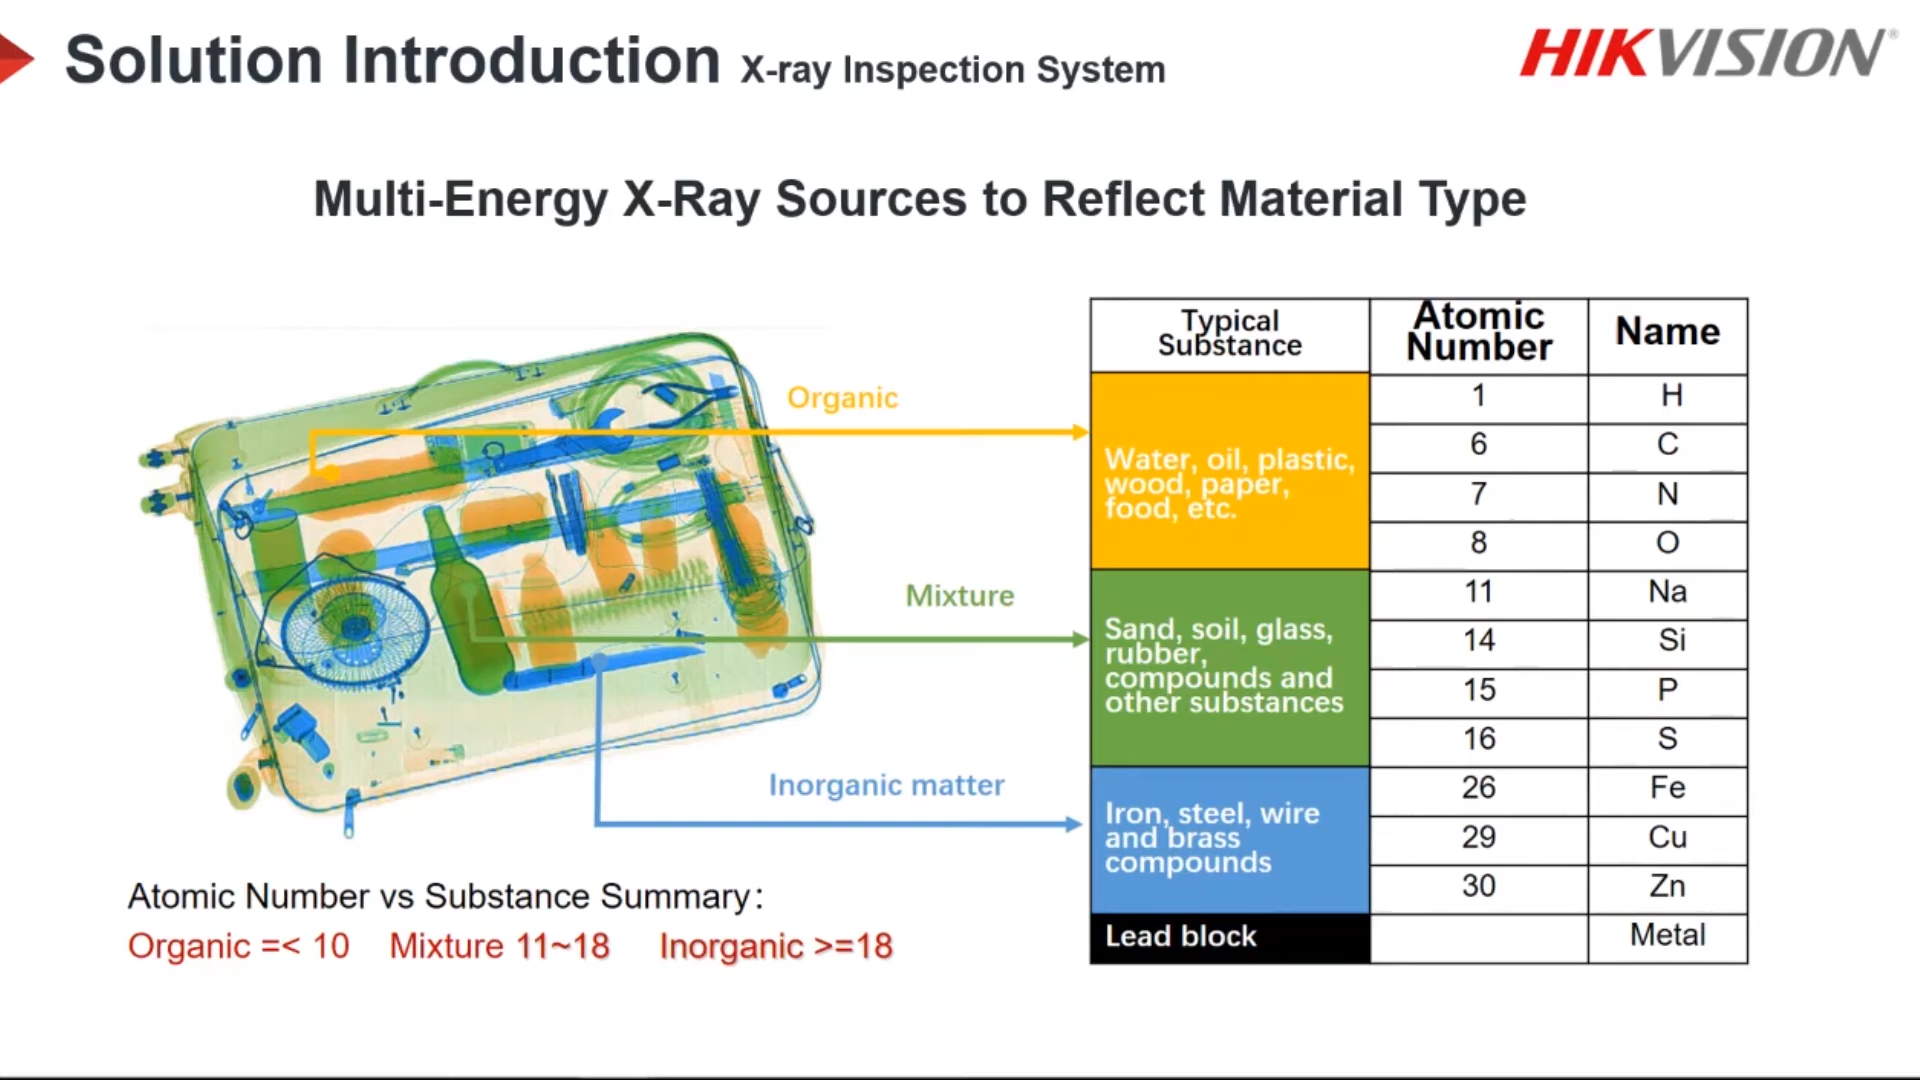 Solution Introduction X-ray Inspection System
HIKVISION®
Multi-Energy X-Ray Sources to Reflect Material Type
Organic
Mixture
Inorganic matter
Typical
Substance
Atomic
Number
Name
Water, oil, plastic,
wood, paper,
food, etc.
1 H
6 C
7 N
8 O
Sand, soil, glass,
rubber,
compounds and
other substances
11 Na
14 Si
15 P
16 S
Iron, steel, wire
and brass
compounds
26 Fe
29 Cu
30 Zn
Lead block Metal
Atomic Number vs Substance Summary:
Organic =< 10 Mixture 11~18 Inorganic >=18